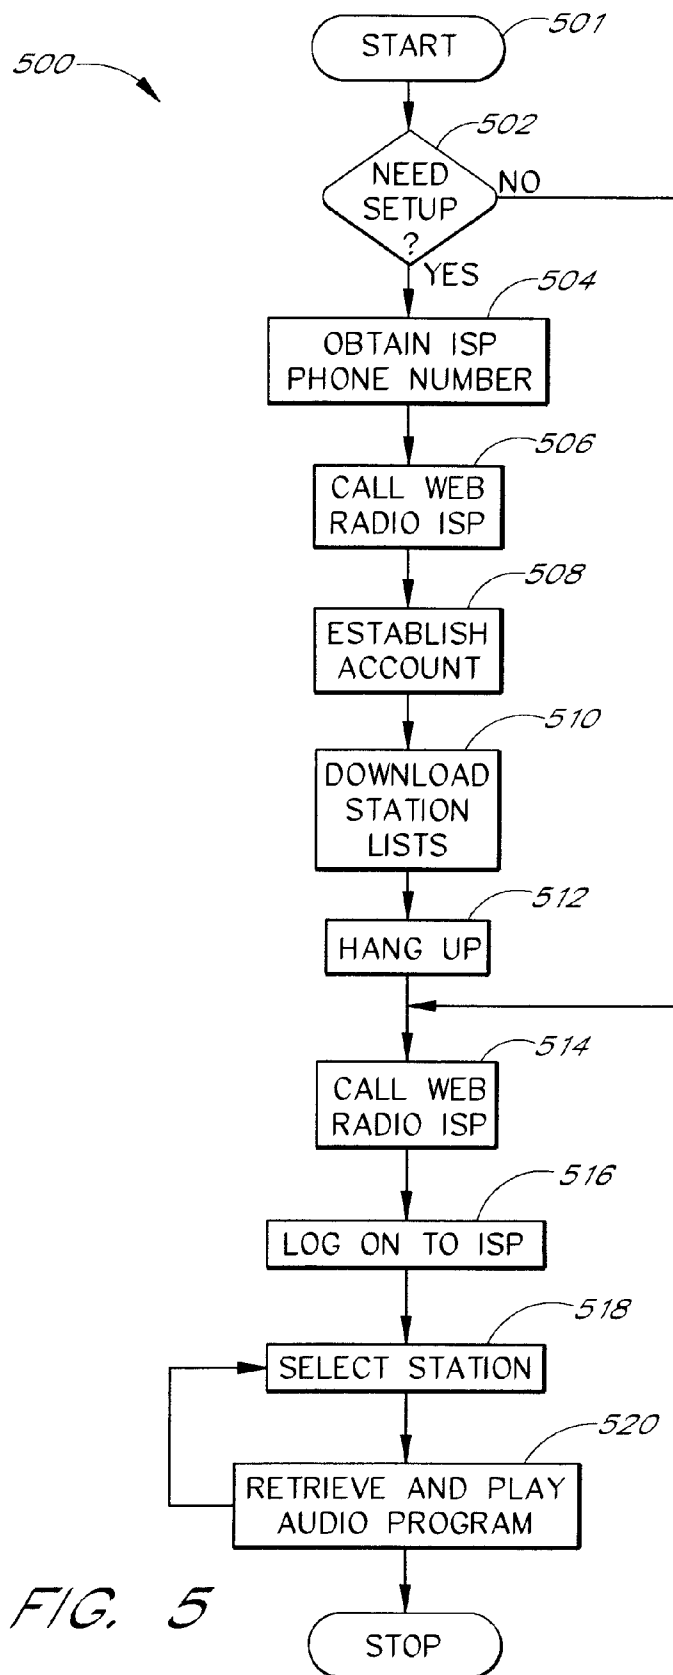 START
501
500
502
NEED
SETUP
?
NO
YES
504
OBTAIN ISP
PHONE NUMBER
506
CALL WEB
RADIO ISP
508
ESTABLISH
ACCOUNT
510
DOWNLOAD
STATION
LISTS
512
HANG UP
514
CALL WEB
RADIO ISP
516
LOG ON TO ISP
518
SELECT STATION
520
RETRIEVE AND PLAY
AUDIO PROGRAM
FIG. 5
STOP